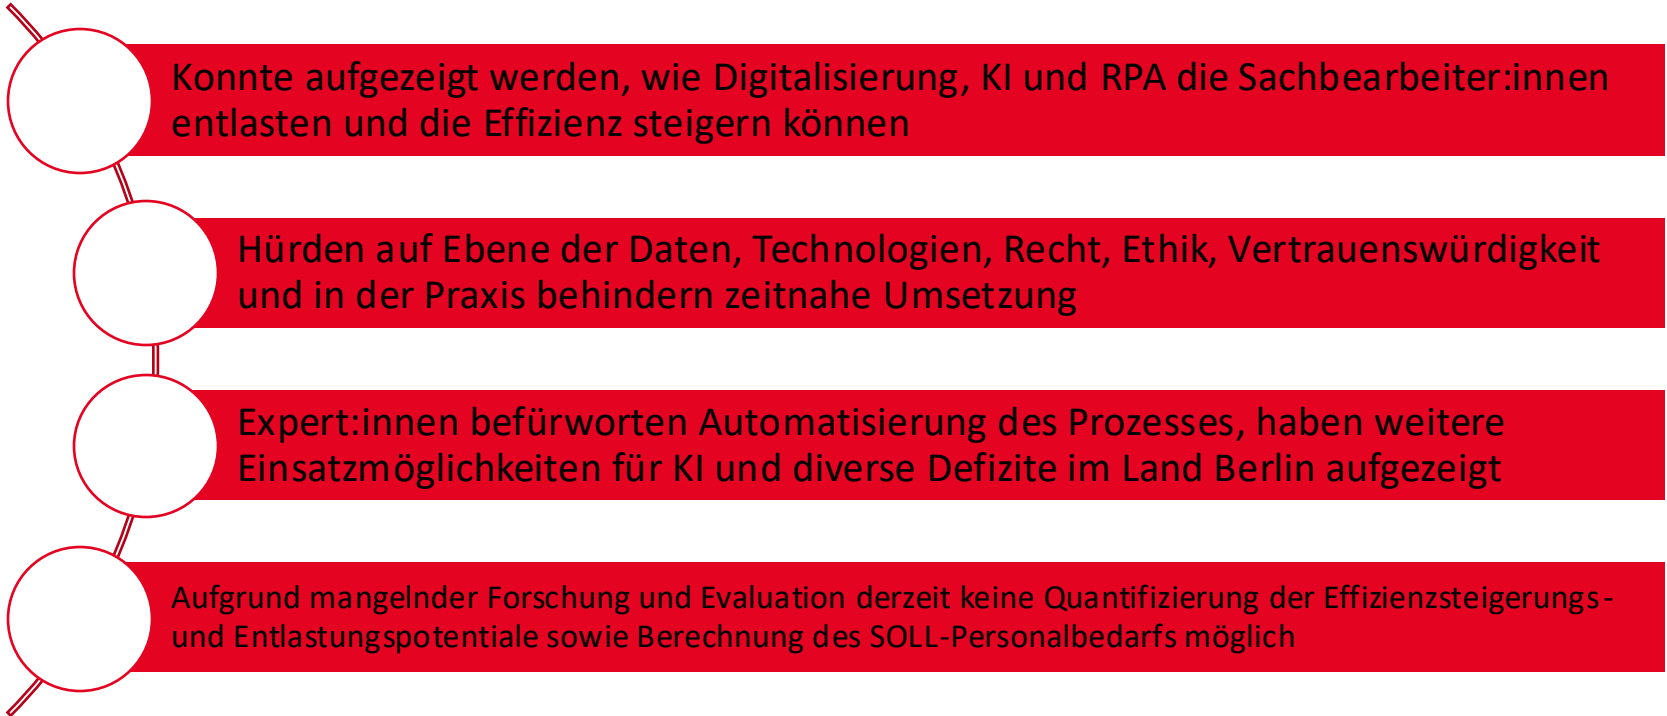 Konnte aufgezeigt werden, wie Digitalisierung, KI und RPA die Sachbearbeiter:innen
entlasten und die Effizienz steigern können
Hürden auf Ebene der Daten, Technologien, Recht, Ethik, Vertrauenswürdigkeit
und in der Praxis behindern zeitnahe Umsetzung
Expert:innen befürworten Automatisierung des Prozesses, haben weitere
Einsatzmöglichkeiten für KI und diverse Defizite im Land Berlin aufgezeigt
Aufgrund mangelnder Forschung und Evaluation derzeit keine Quantifizierung der Effizienzsteigerungs-
und Entlastungspotentiale sowie Berechnung des SOLL-Personalbedarfs möglich